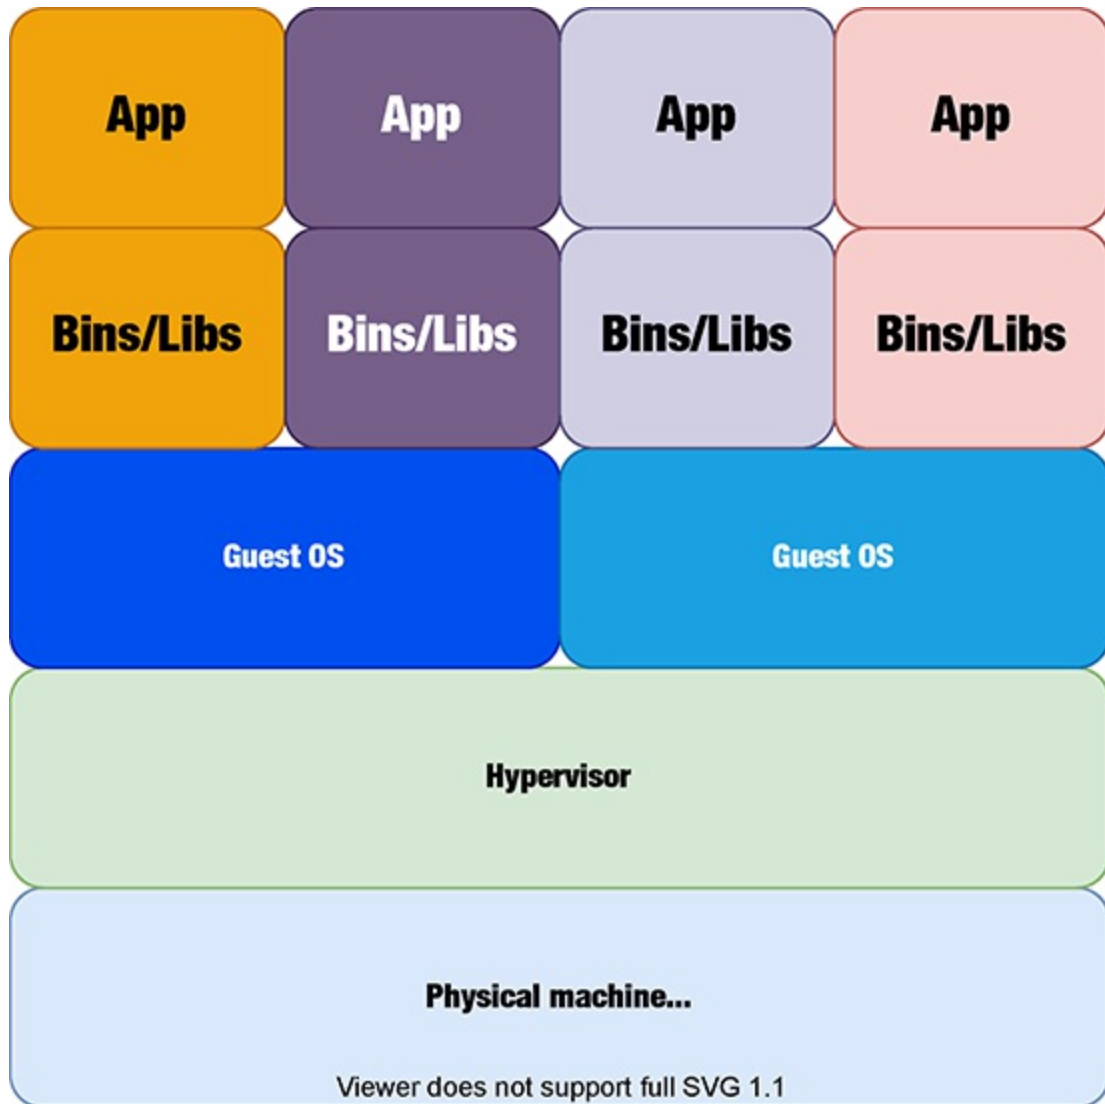 App App App App
Bins/Libs Bins/Libs Bins/Libs Bins/Libs
Guest OS Guest OS
Hypervisor
Physical machine...
Viewer does not support full SVG 1.1